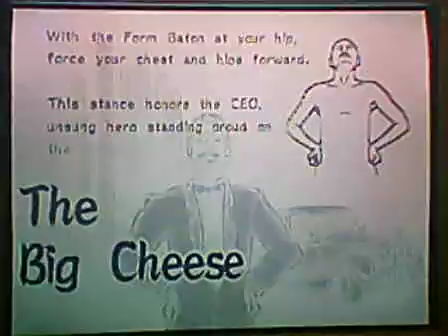 With the Form Baton at your hip,
force your chest and hips forward.
This stance honors the CEO,
unsung hero standing proud on
the
The
Big Cheese